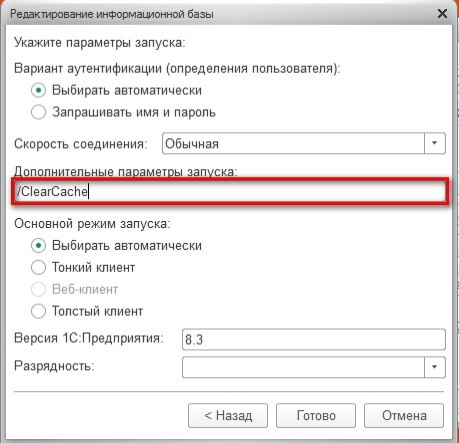 Редактирование информационной базы
Укажите параметры запуска:
Вариант аутентификации (определения пользователя):
Выбирать автоматически
Запрашивать имя и пароль
Скорость соединения: Обычная
Дополнительные параметры запуска:
/ClearCache
Основной режим запуска:
Выбирать автоматически
Тонкий клиент
Веб-клиент
Толстый клиент
Версия 1С:Предприятия: 8.3
Разрядность:
< Назад Готово Отмена